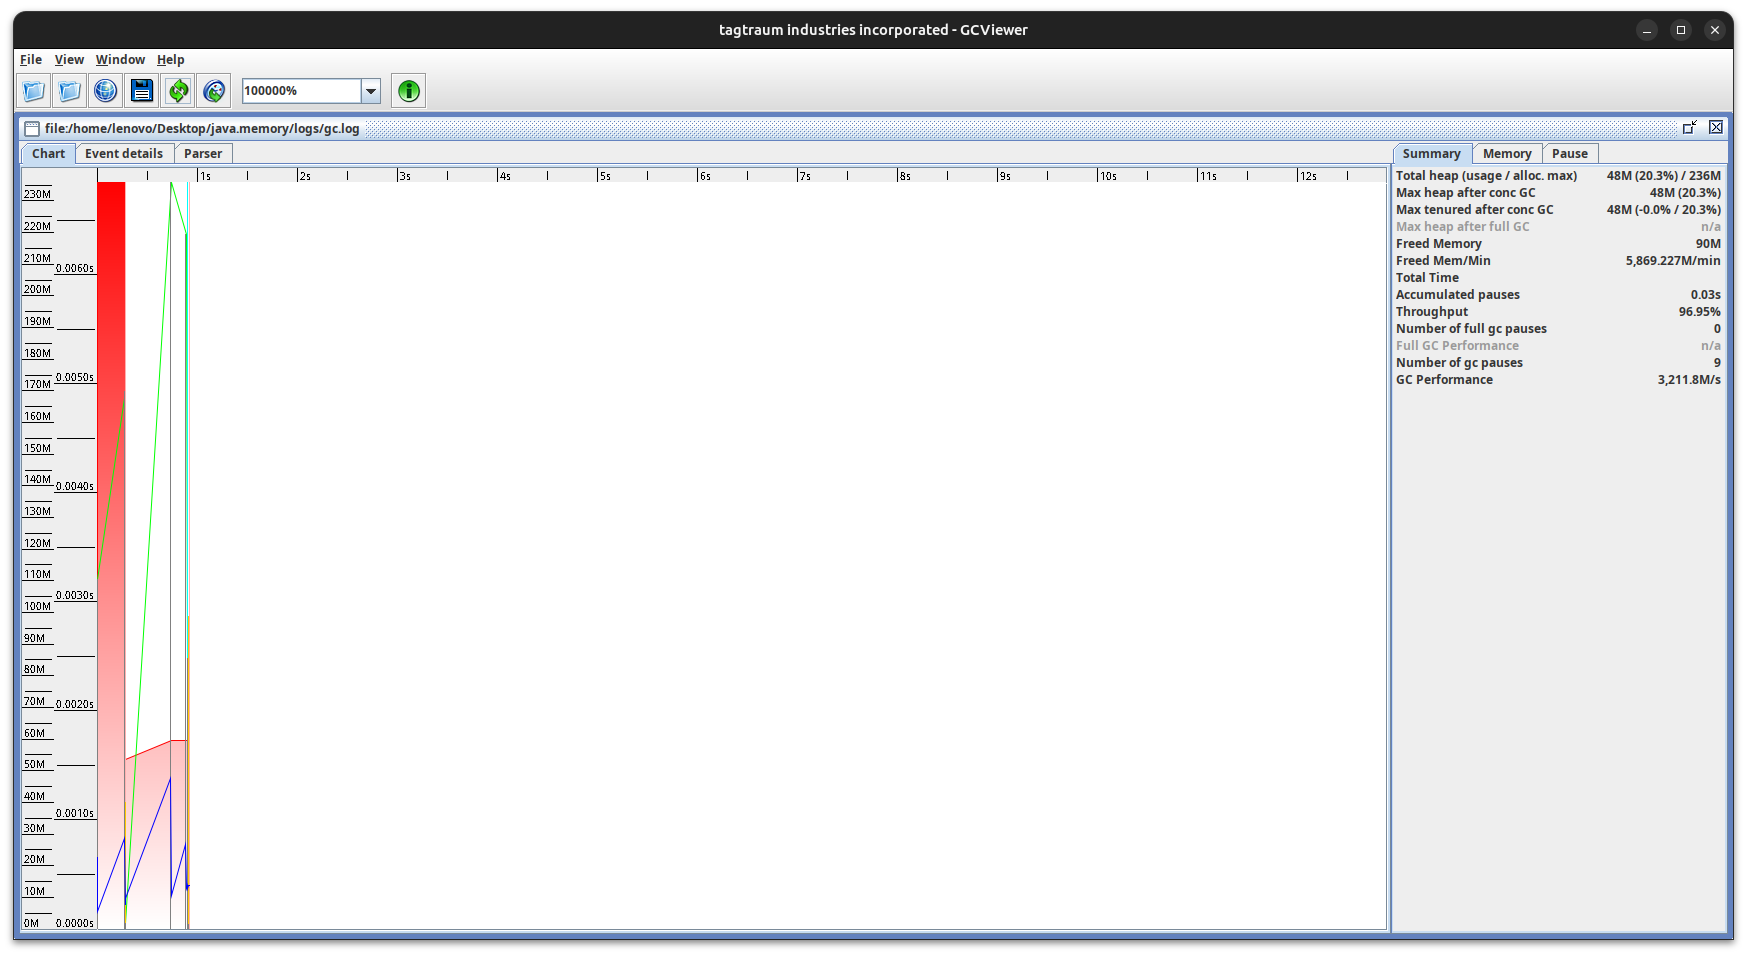 tagtraum industries incorporated - GCViewer
File View Window Help
100000%
file:/home/lenovo/Desktop/java.memory/logs/gc.log
Chart Event details Parser
Summary Memory Pause
1s 2s 3s 4s 5s 6s 7s 8s 9s 10s 11s 12s
230M
220M
210M
0.0060s
200M
190M
180M
0.0050s
170M
160M
150M
140M
0.0040s
130M
120M
110M
0.0030s
100M
90M
80M
70M
0.0020s
60M
50M
40M
0.0010s
30M
20M
10M
0M 0.0000s
Total heap (usage / alloc. max) 48M (20.3%) / 236M
Max heap after conc GC 48M (20.3%)
Max tenured after conc GC 48M (-0.0% / 20.3%)
Max heap after full GC n/a
Freed Memory 90M
Freed Mem/Min 5,869.227M/min
Total Time
Accumulated pauses 0.03s
Throughput 96.95%
Number of full gc pauses 0
Full GC Performance n/a
Number of gc pauses 9
GC Performance 3,211.8M/s